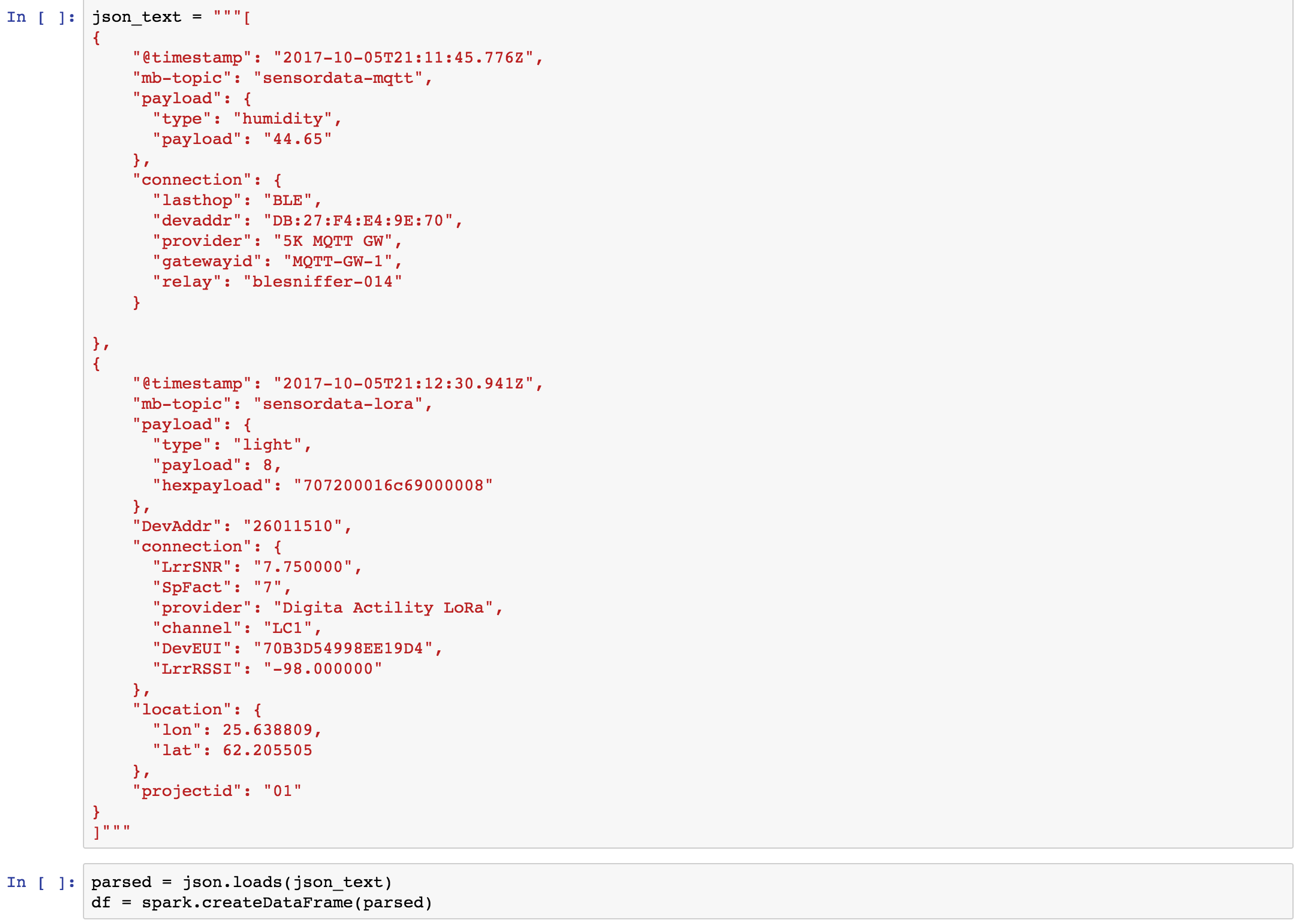 In [ ]: json_text = """[
{
    "@timestamp": "2017-10-05T21:11:45.776Z",
    "mb-topic": "sensordata-mqtt",
    "payload": {
      "type": "humidity",
      "payload": "44.65"
    },
    "connection": {
      "lasthop": "BLE",
      "devaddr": "DB:27:F4:E4:9E:70",
      "provider": "5K MQTT GW",
      "gatewayid": "MQTT-GW-1",
      "relay": "blesniffer-014"
    }

},
{
    "@timestamp": "2017-10-05T21:12:30.941Z",
    "mb-topic": "sensordata-lora",
    "payload": {
      "type": "light",
      "payload": 8,
      "hexpayload": "707200016c69000008"
    },
    "DevAddr": "26011510",
    "connection": {
      "LrrSNR": "7.750000",
      "SpFact": "7",
      "provider": "Digita Actility LoRa",
      "channel": "LC1",
      "DevEUI": "70B3D54998EE19D4",
      "LrrRSSI": "-98.000000"
    },
    "location": {
      "lon": 25.638809,
      "lat": 62.205505
    },
    "projectid": "01"
}
]"""
In [ ]: parsed = json.loads(json_text)
df = spark.createDataFrame(parsed)